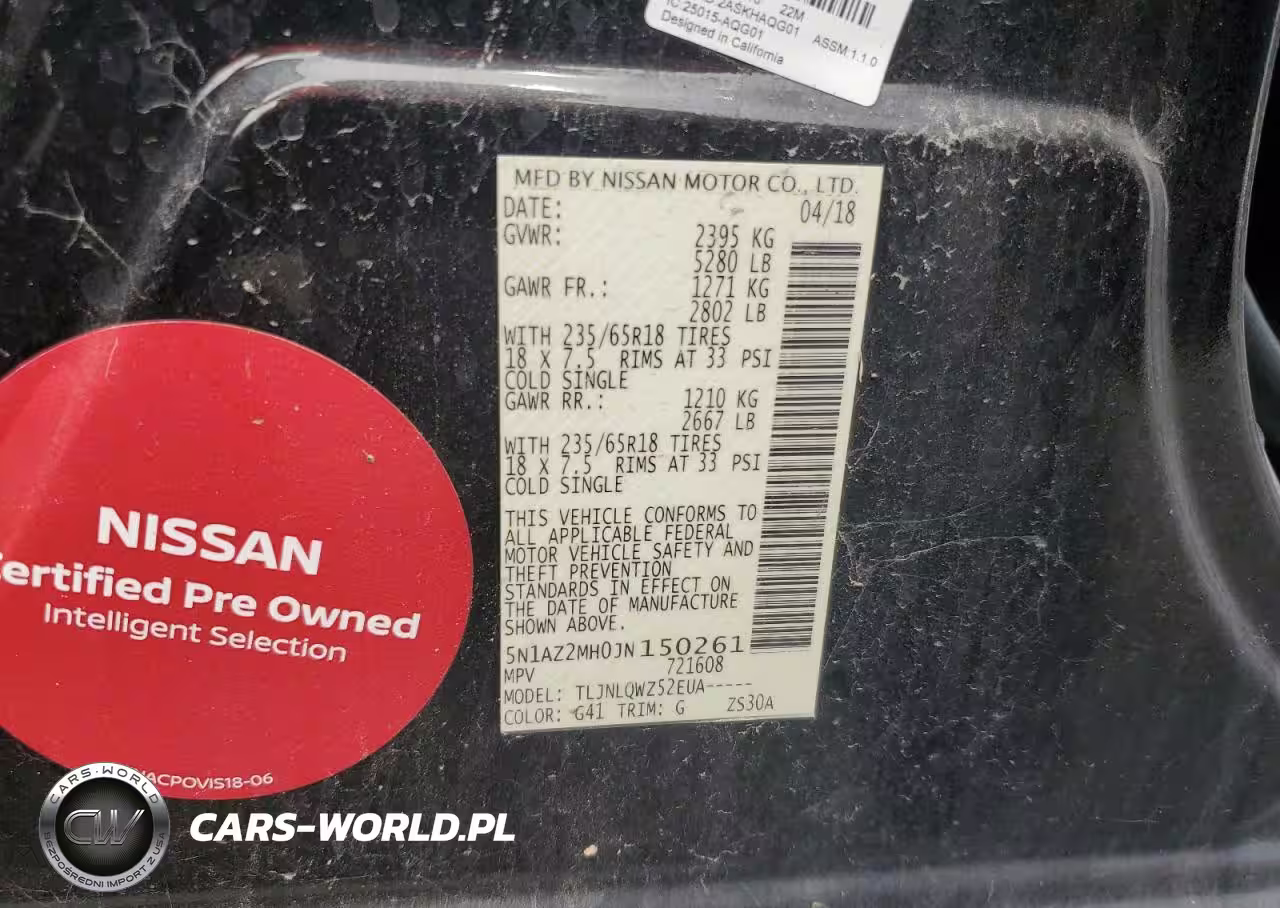 22M
2ASKHAQG01
IC:25015-AQG01
ASSM.1.1.0
Designed in California
MFD BY NISSAN MOTOR CO., LTD.
DATE: 04/18
GVWR: 2395 KG
5280 LB
GAWR FR.: 1271 KG
2802 LB
WITH 235/65R18 TIRES
18 X 7.5 RIMS AT 33 PSI
COLD SINGLE
GAWR RR.: 1210 KG
2667 LB
WITH 235/65R18 TIRES
18 X 7.5 RIMS AT 33 PSI
COLD SINGLE
THIS VEHICLE CONFORMS TO
ALL APPLICABLE FEDERAL
MOTOR VEHICLE SAFETY AND
THEFT PREVENTION
STANDARDS IN EFFECT ON
THE DATE OF MANUFACTURE
SHOWN ABOVE.
5N1AZ2MH0JN150261
MPV 721608
MODEL: TLJNLQWZ52EUA-----
COLOR: G41 TRIM: G ZS30A
NISSAN
Certified Pre Owned
Intelligent Selection
ACPOVIS18-06
CARS-WORLD
CW
BEZPOŚREDNI IMPORT Z USA
CARS-WORLD.PL